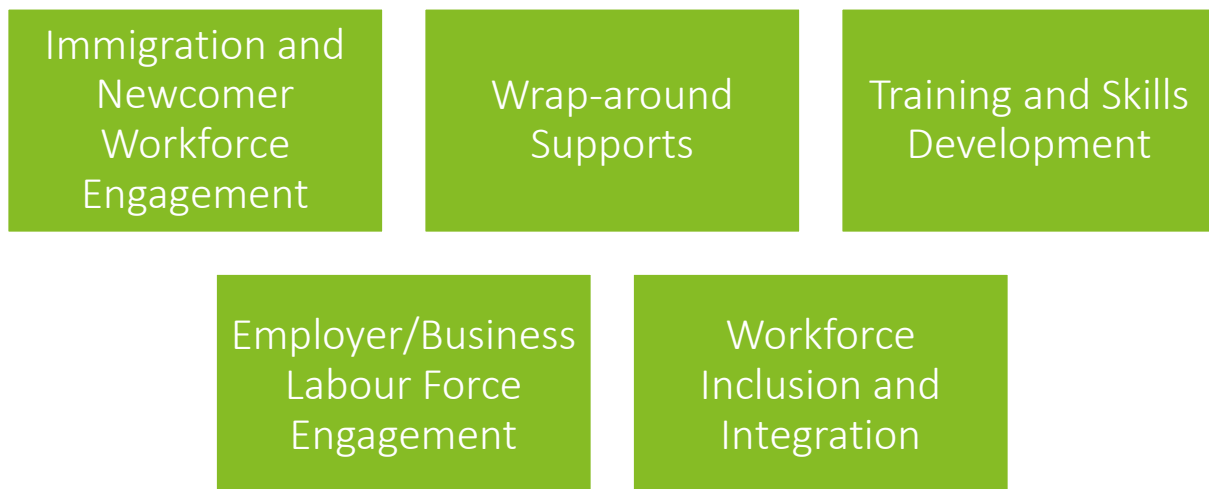 Immigration and
Newcomer
Workforce
Engagement
Wrap-around
Supports
Training and Skills
Development
Employer/Business
Labour Force
Engagement
Workforce
Inclusion and
Integration